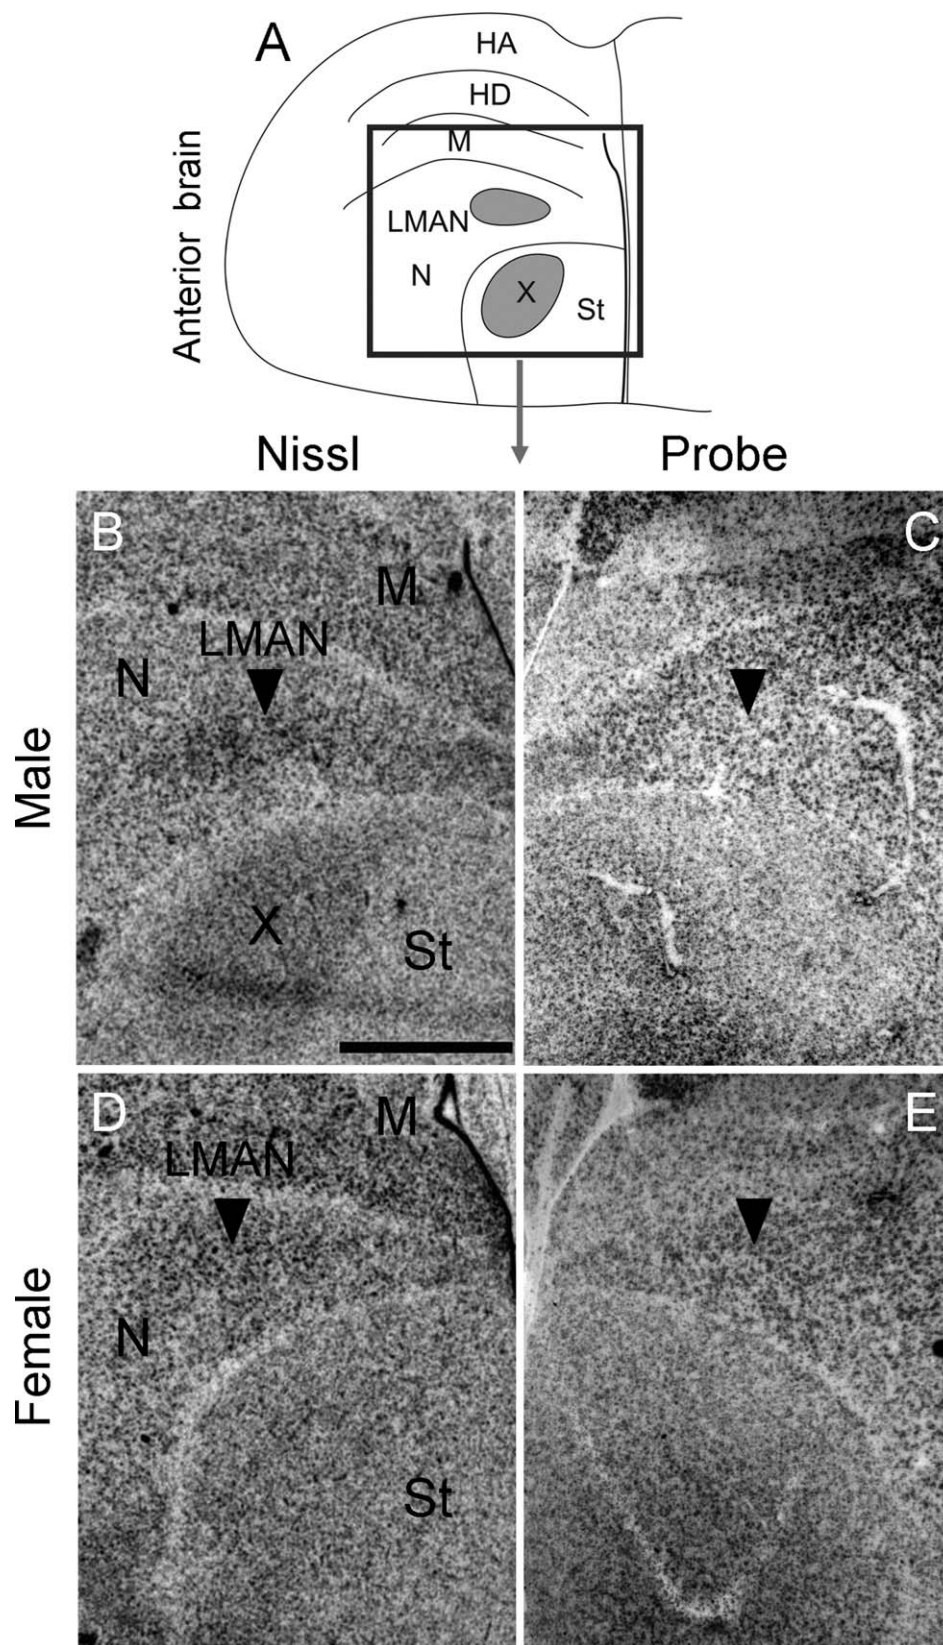 A
HA
HD
M
LMAN
N
X
St
Anterior brain
Nissl
Probe
Male
B
M
LMAN
N
X
St
C
Female
D
M
LMAN
N
St
E